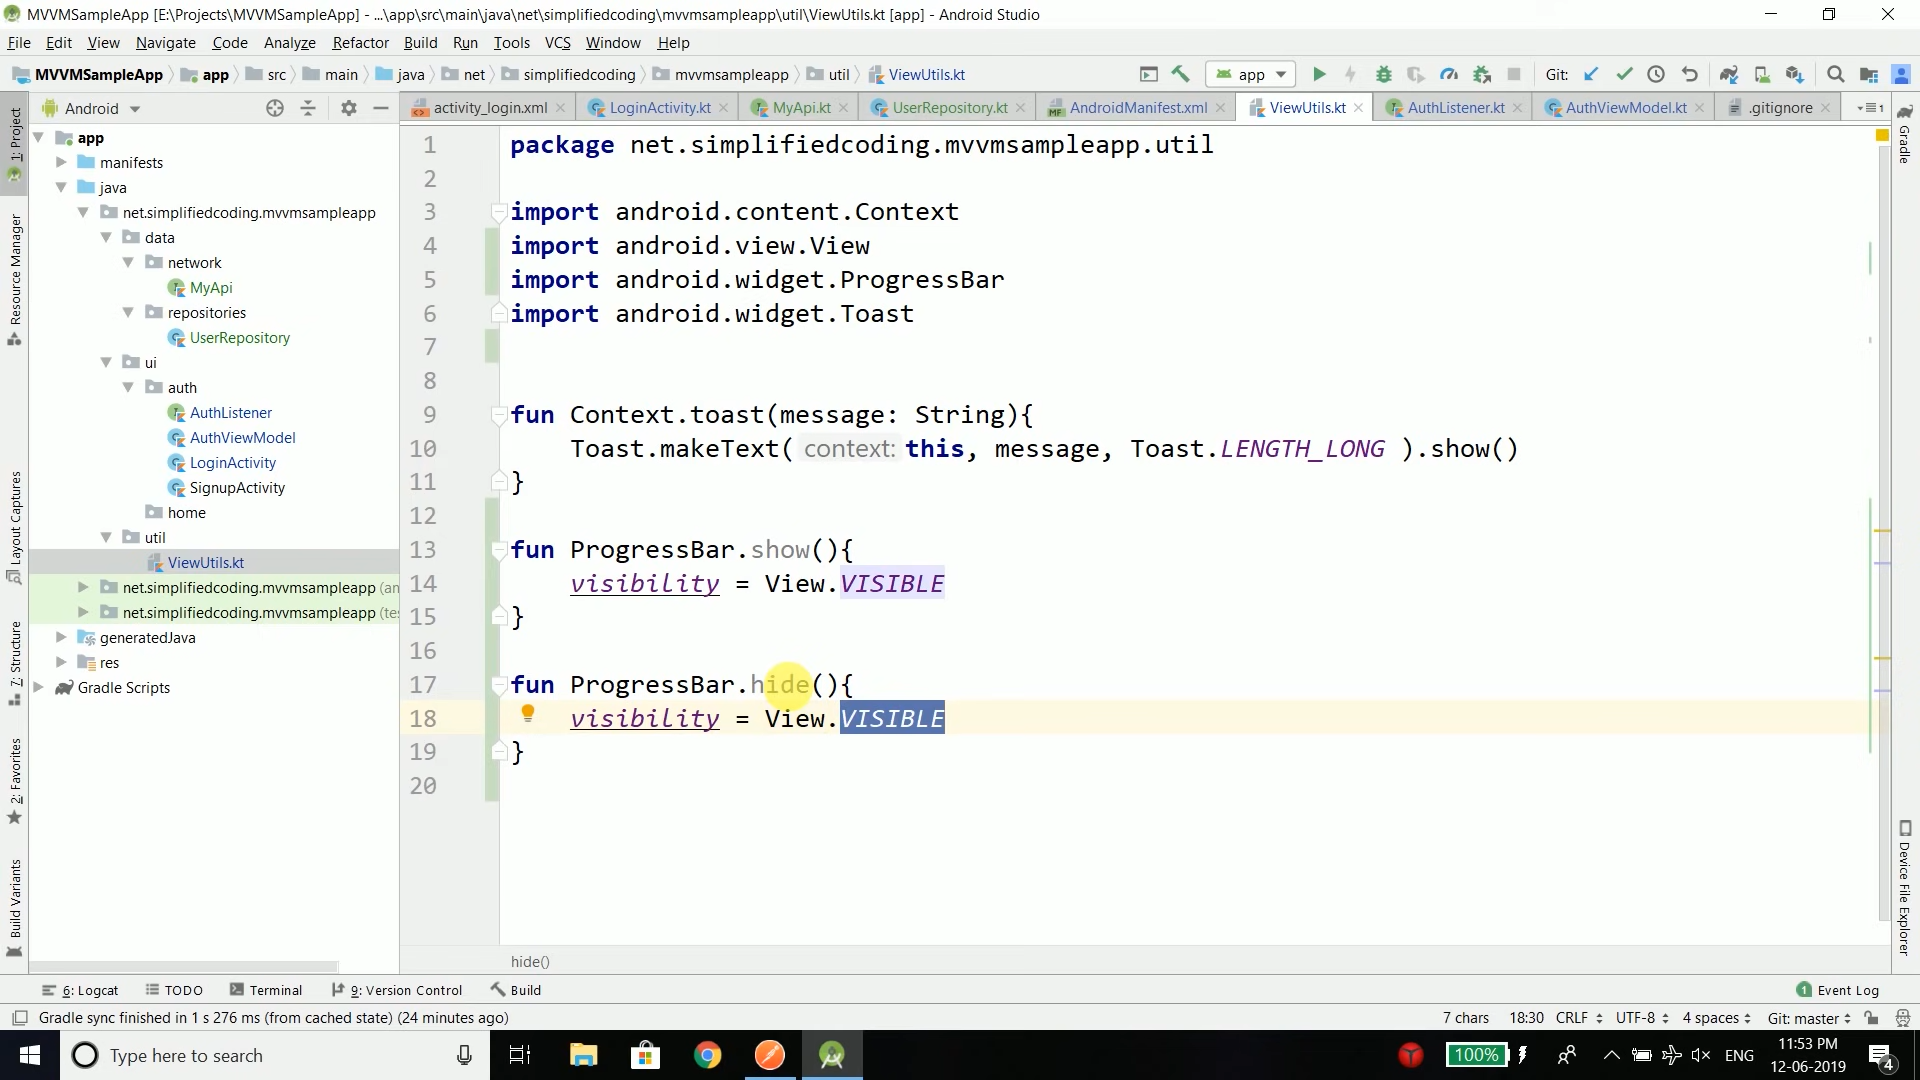 MVVMSampleApp [E:\Projects\MVVMSampleApp] - ...\app\src\main\java\net\simplifiedcoding\mvvmsampleapp\util\ViewUtils.kt [app] - Android Studio
File Edit View Navigate Code Analyze Refactor Build Run Tools VCS Window Help
MVVMSampleApp app src main java net simplifiedcoding mvvmsampleapp util ViewUtils.kt app Git:
Android activity_login.xml LoginActivity.kt MyApi.kt UserRepository.kt AndroidManifest.xml ViewUtils.kt AuthListener.kt AuthViewModel.kt .gitignore
1: Project
Resource Manager
Layout Captures
7: Structure
2: Favorites
Build Variants
app
manifests
java
net.simplifiedcoding.mvvmsampleapp
data
network
MyApi
repositories
UserRepository
ui
auth
AuthListener
AuthViewModel
LoginActivity
SignupActivity
home
util
ViewUtils.kt
net.simplifiedcoding.mvvmsampleapp (an
net.simplifiedcoding.mvvmsampleapp (te
generatedJava
res
Gradle Scripts
1 package net.simplifiedcoding.mvvmsampleapp.util
2
3 import android.content.Context
4 import android.view.View
5 import android.widget.ProgressBar
6 import android.widget.Toast
7
8
9 fun Context.toast(message: String){
10 Toast.makeText( context: this, message, Toast.LENGTH_LONG ).show()
11 }
12
13 fun ProgressBar.show(){
14 visibility = View.VISIBLE
15 }
16
17 fun ProgressBar.hide(){
18 visibility = View.VISIBLE
19 }
20
hide()
Gradle
Device File Explorer
6: Logcat TODO Terminal 9: Version Control Build 1 Event Log
Gradle sync finished in 1 s 276 ms (from cached state) (24 minutes ago) 7 chars 18:30 CRLF UTF-8 4 spaces Git: master
Type here to search 100% ENG 11:53 PM
12-06-2019 4